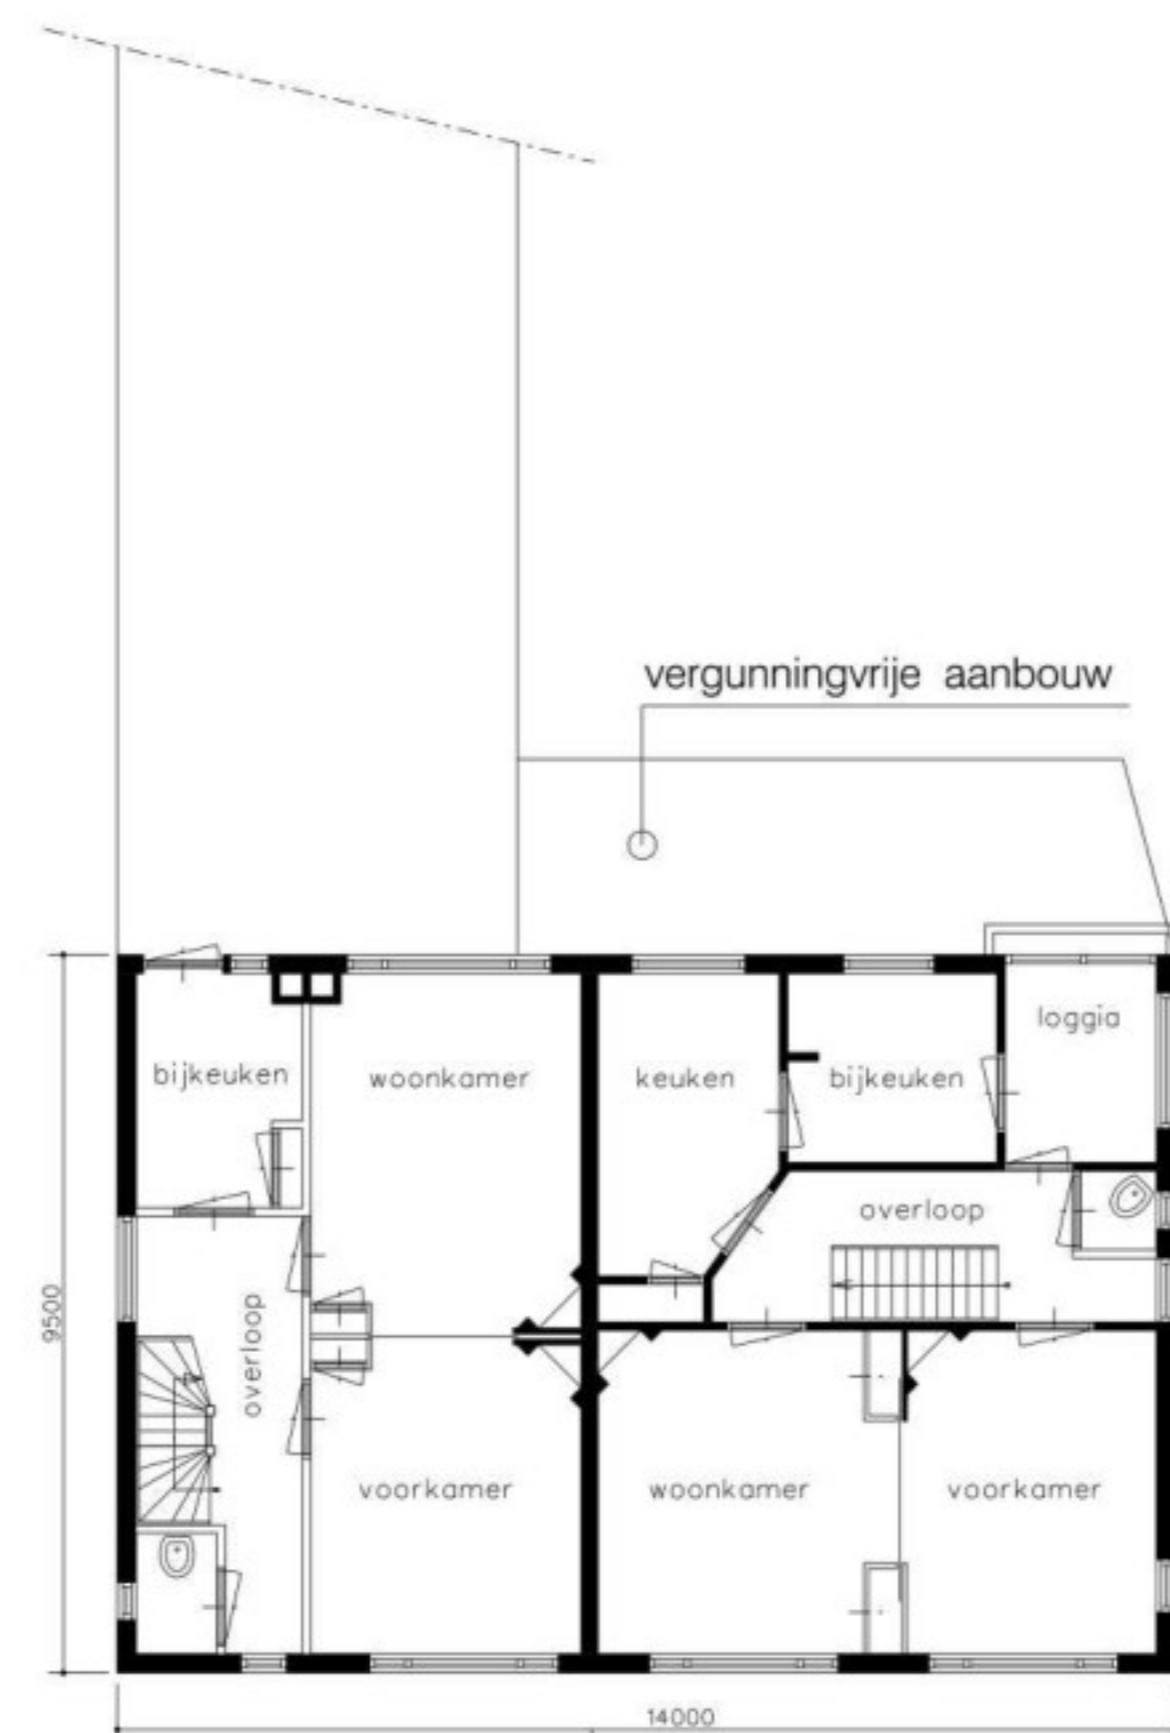 vergunningvrije aanbouw
loggia
bijkeuken
woonkamer
keuken
bijkeuken
overloop
overloop
9500
voorkamer
woonkamer
voorkamer
14000